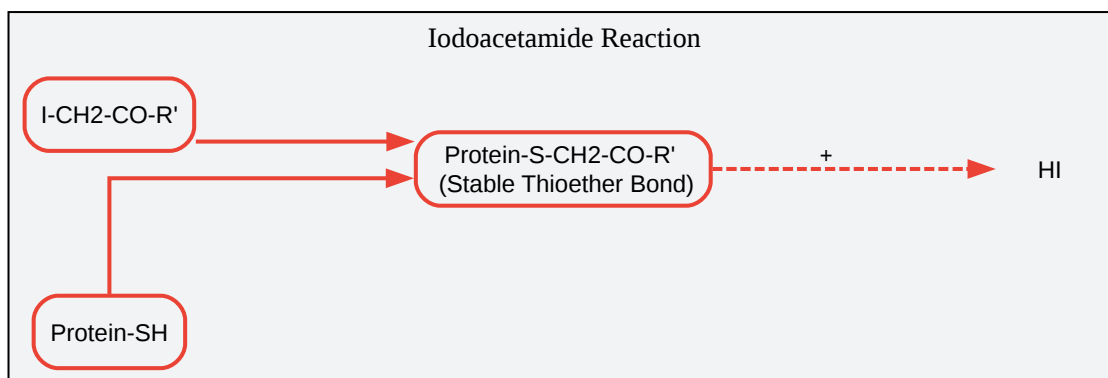 Iodoacetamide Reaction
I-CH2-CO-R'
Protein-S-CH2-CO-R'
(Stable Thioether Bond)
+
HI
Protein-SH